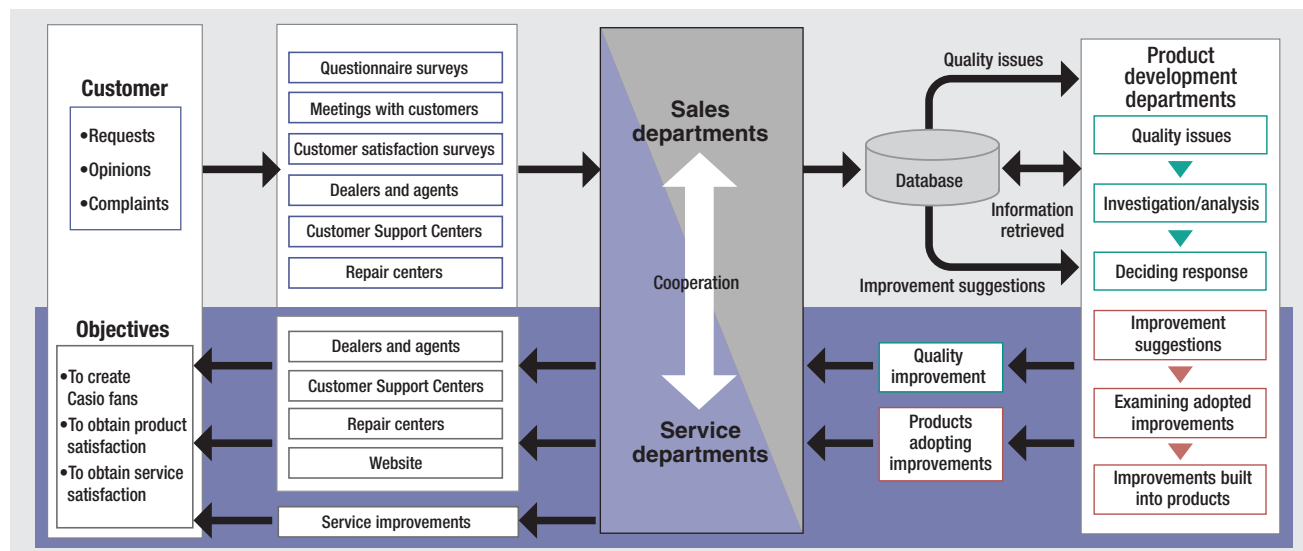 Customer
•Requests
•Opinions
•Complaints
Questionnaire surveys
Meetings with customers
Customer satisfaction surveys
Dealers and agents
Customer Support Centers
Repair centers
Sales
departments
Cooperation
Service
departments
Quality issues
Database
Information
retrieved
Improvement suggestions
Product
development
departments
Quality issues
Investigation/analysis
Deciding response
Improvement
suggestions
Examining adopted
improvements
Improvements built
into products
Quality
improvement
Products
adopting
improvements
Dealers and agents
Customer Support Centers
Repair centers
Website
Service improvements
Objectives
•To create
Casio fans
•To obtain product
satisfaction
•To obtain service
satisfaction